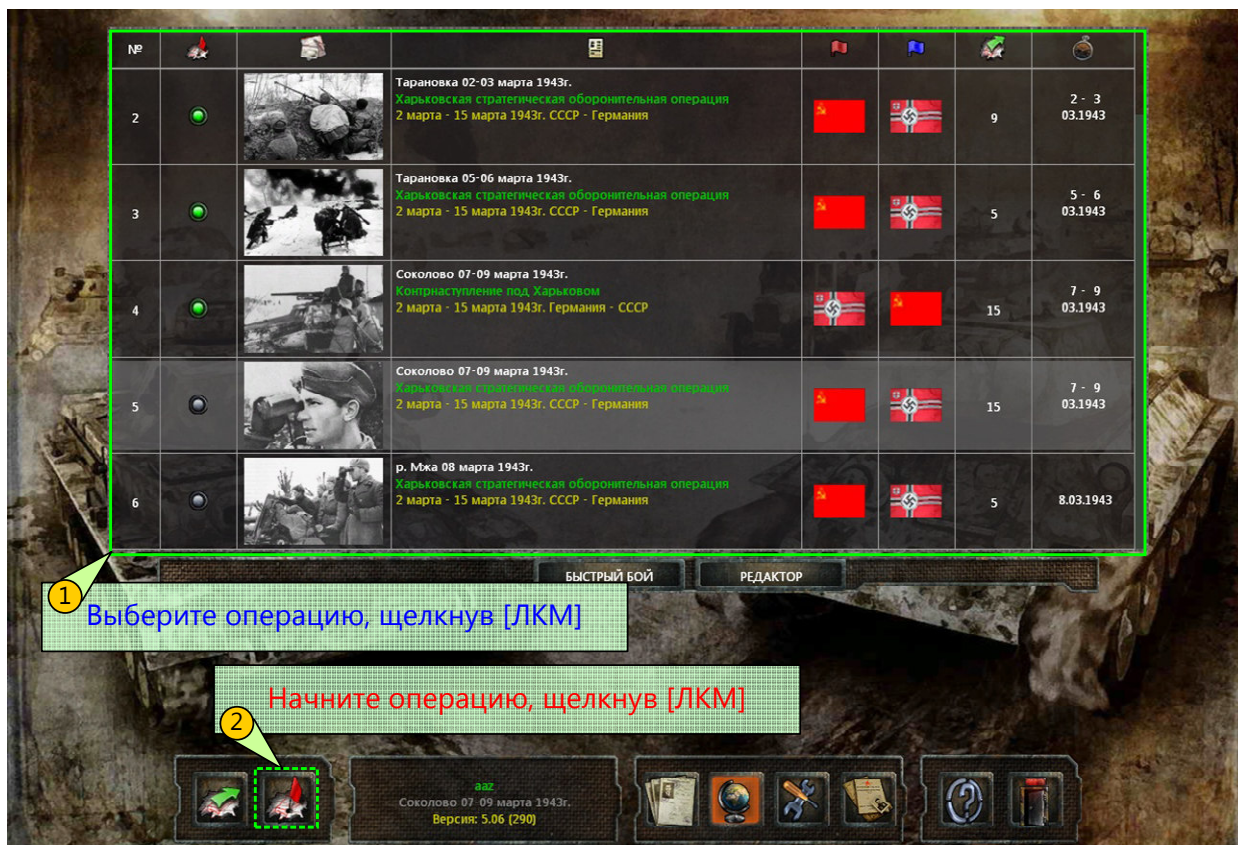 №
2
Тарановка 02-03 марта 1943г.
Харьковская стратегическая оборонительная операция
2 марта - 15 марта 1943г. СССР - Германия
9
2 - 3
03.1943
3
Тарановка 05-06 марта 1943г.
Харьковская стратегическая оборонительная операция
2 марта - 15 марта 1943г. СССР - Германия
5
5 - 6
03.1943
4
Соколово 07-09 марта 1943г.
Контрнаступление под Харьковом
2 марта - 15 марта 1943г. Германия - СССР
15
7 - 9
03.1943
5
Соколово 07-09 марта 1943г.
Харьковская стратегическая оборонительная операция
2 марта - 15 марта 1943г. СССР - Германия
15
7 - 9
03.1943
6
р. Мжа 08 марта 1943г.
Харьковская стратегическая оборонительная операция
2 марта - 15 марта 1943г. СССР - Германия
5
8.03.1943
БЫСТРЫЙ БОЙ
РЕДАКТОР
1
Выберите операцию, щелкнув [ЛКМ]
Начните операцию, щелкнув [ЛКМ]
2
aaz
Соколово 07-09 марта 1943г.
Версия: 5.06 (290)